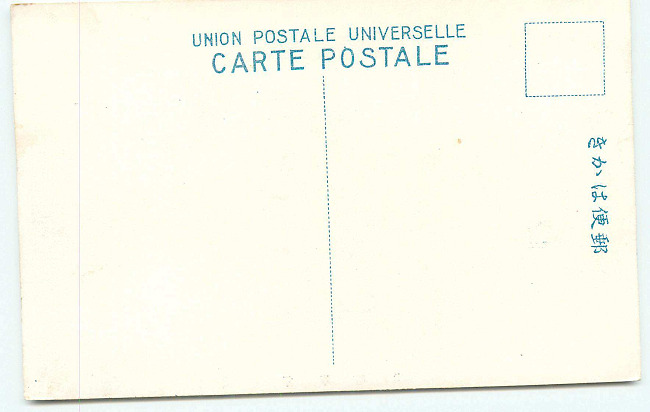 UNION POSTALE UNIVERSELLE
CARTE POSTALE
郵便はかき